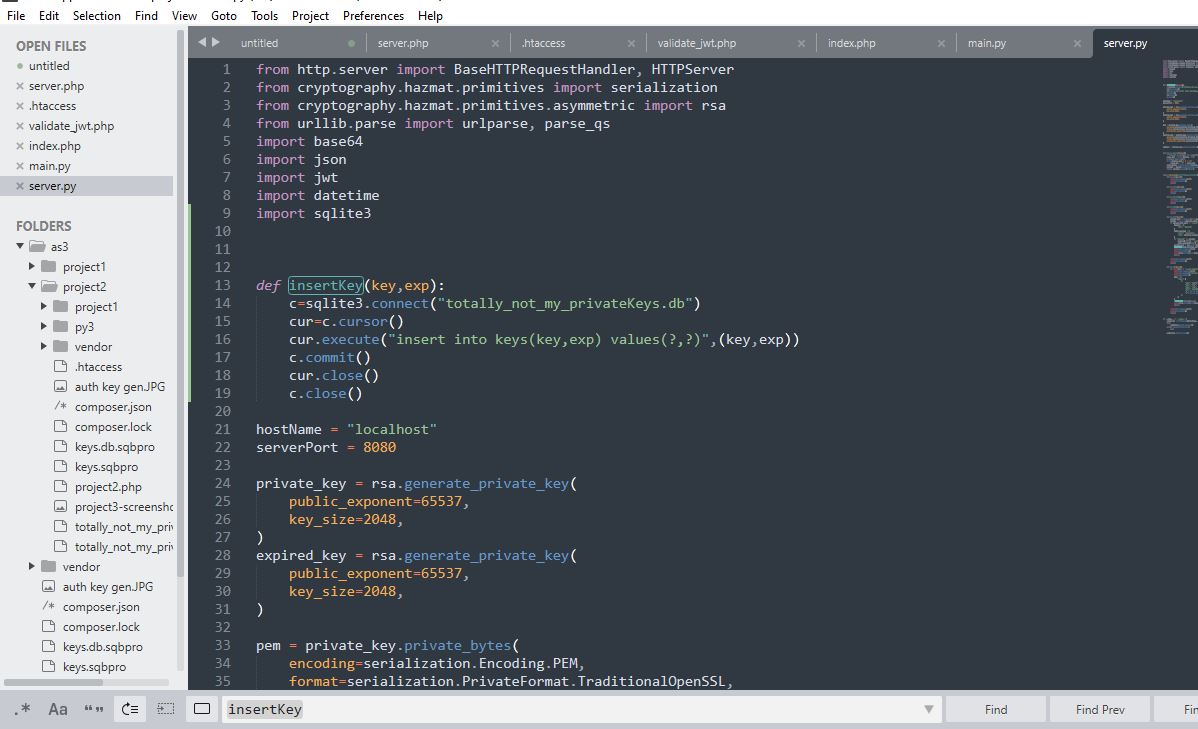 File Edit Selection Find View Goto Tools Project Preferences Help
OPEN FILES
untitled
server.php
.htaccess
validate_jwt.php
index.php
main.py
server.py
FOLDERS
as3
project1
project2
project1
py3
vendor
.htaccess
auth key gen.JPG
composer.json
composer.lock
keys.db.sqbpro
keys.sqbpro
project2.php
project3-screensho
totally_not_my_priv
totally_not_my_priv
vendor
auth key gen.JPG
composer.json
composer.lock
keys.db.sqbpro
keys.sqbpro
untitled server.php .htaccess validate_jwt.php index.php main.py server.py
1 from http.server import BaseHTTPRequestHandler, HTTPServer
2 from cryptography.hazmat.primitives import serialization
3 from cryptography.hazmat.primitives.asymmetric import rsa
4 from urllib.parse import urlparse, parse_qs
5 import base64
6 import json
7 import jwt
8 import datetime
9 import sqlite3
10
11
12
13 def insertKey(key,exp):
14 c=sqlite3.connect("totally_not_my_privateKeys.db")
15 cur=c.cursor()
16 cur.execute("insert into keys(key,exp) values(?,?)",(key,exp))
17 c.commit()
18 cur.close()
19 c.close()
20
21 hostName = "localhost"
22 serverPort = 8080
23
24 private_key = rsa.generate_private_key(
25 public_exponent=65537,
26 key_size=2048,
27 )
28 expired_key = rsa.generate_private_key(
29 public_exponent=65537,
30 key_size=2048,
31 )
32
33 pem = private_key.private_bytes(
34 encoding=serialization.Encoding.PEM,
35 format=serialization.PrivateFormat.TraditionalOpenSSL,
.* Aa “” insertKey Find Find Prev Fin